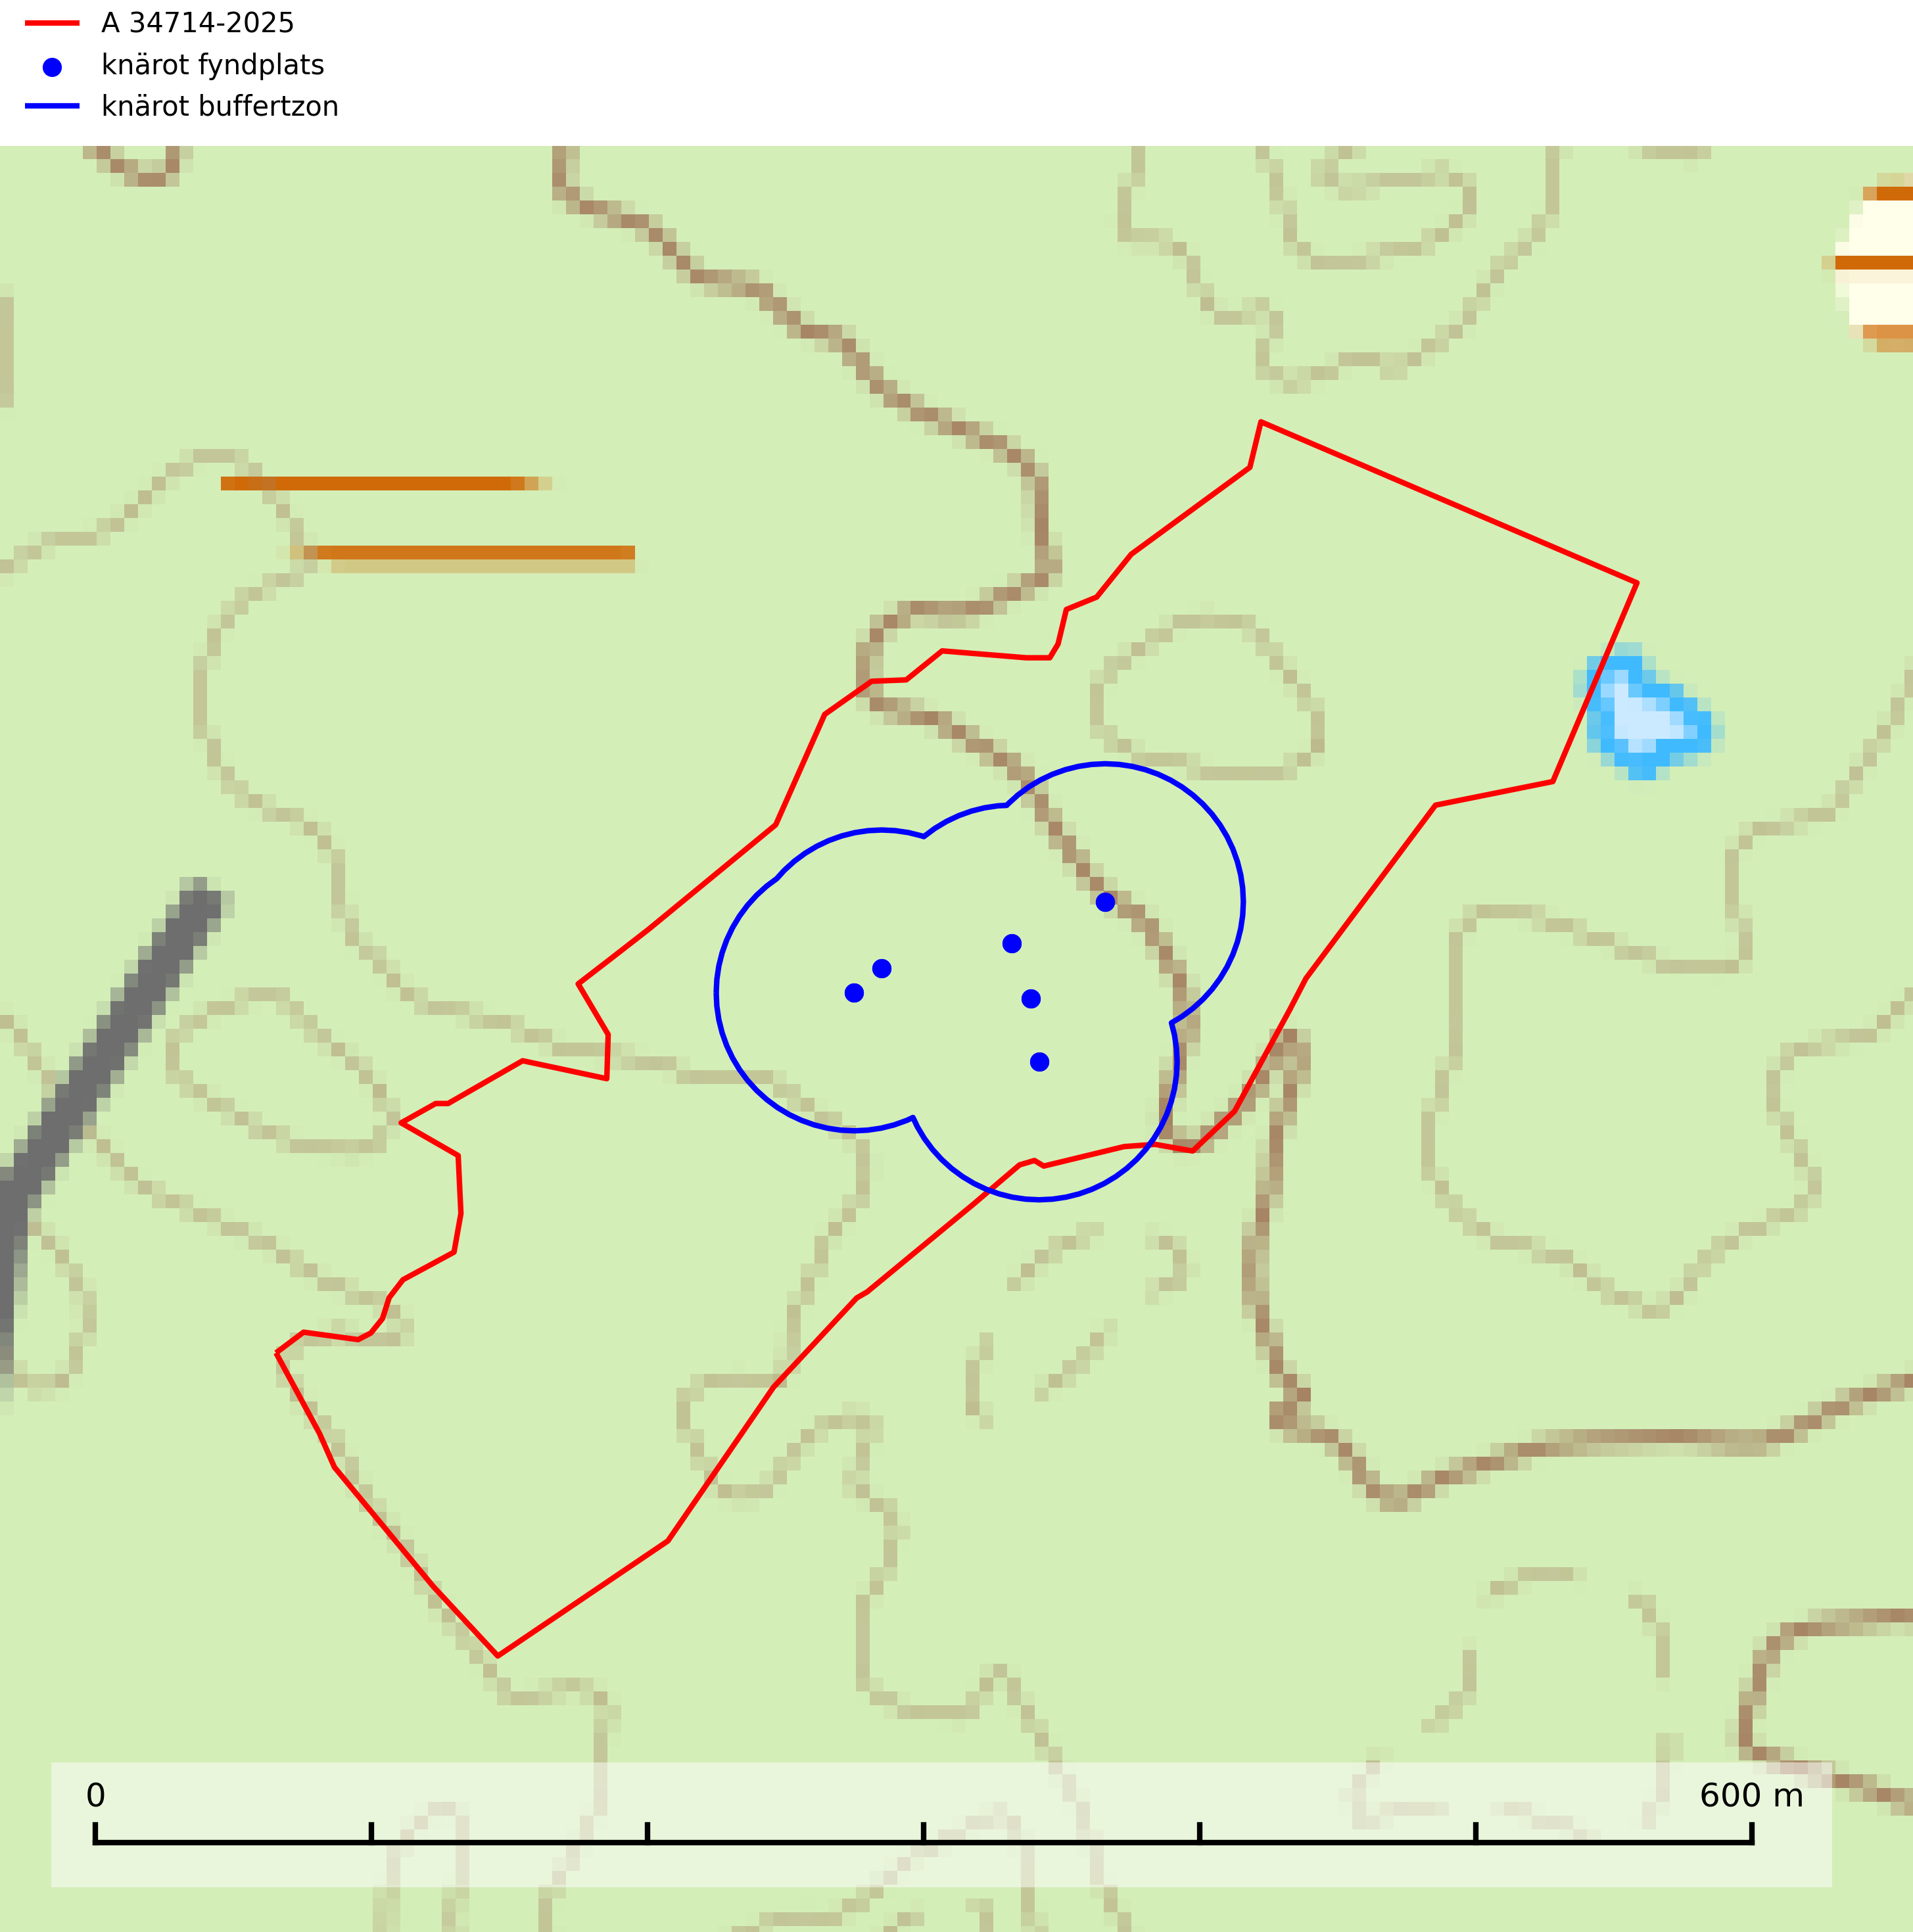 A 34714-2025
knärot fyndplats
knärot buffertzon
0
600 m